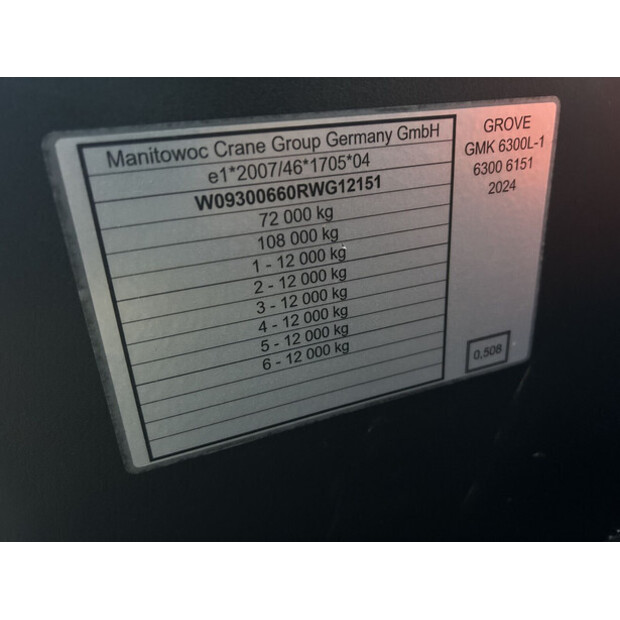 Manitowoc Crane Group Germany GmbH
e1*2007/46*1705*04
W09300660RWG12151
72 000 kg
108 000 kg
1 - 12 000 kg
2 - 12 000 kg
3 - 12 000 kg
4 - 12 000 kg
5 - 12 000 kg
6 - 12 000 kg
GROVE
GMK 6300L-1
6300 6151
2024
0.508